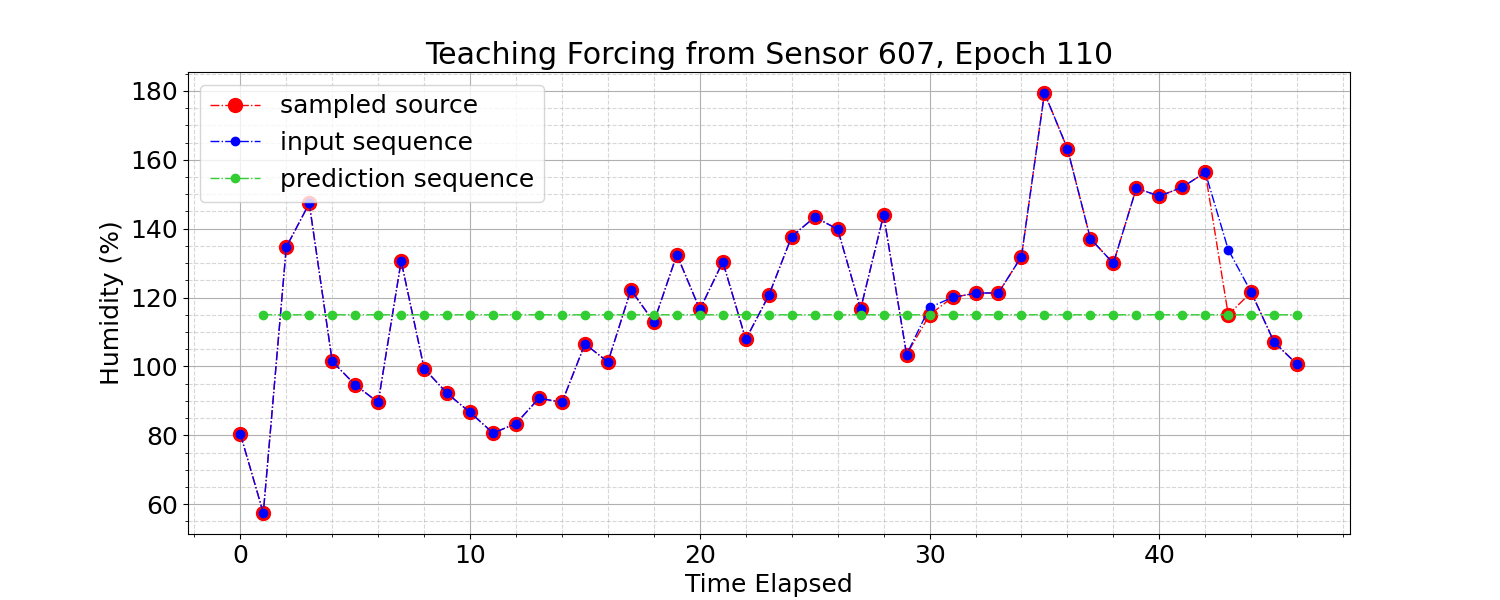 Teaching Forcing from Sensor 607, Epoch 110
sampled source
input sequence
prediction sequence
Humidity (%)
180
160
140
120
100
80
60
0 10 20 30 40
Time Elapsed